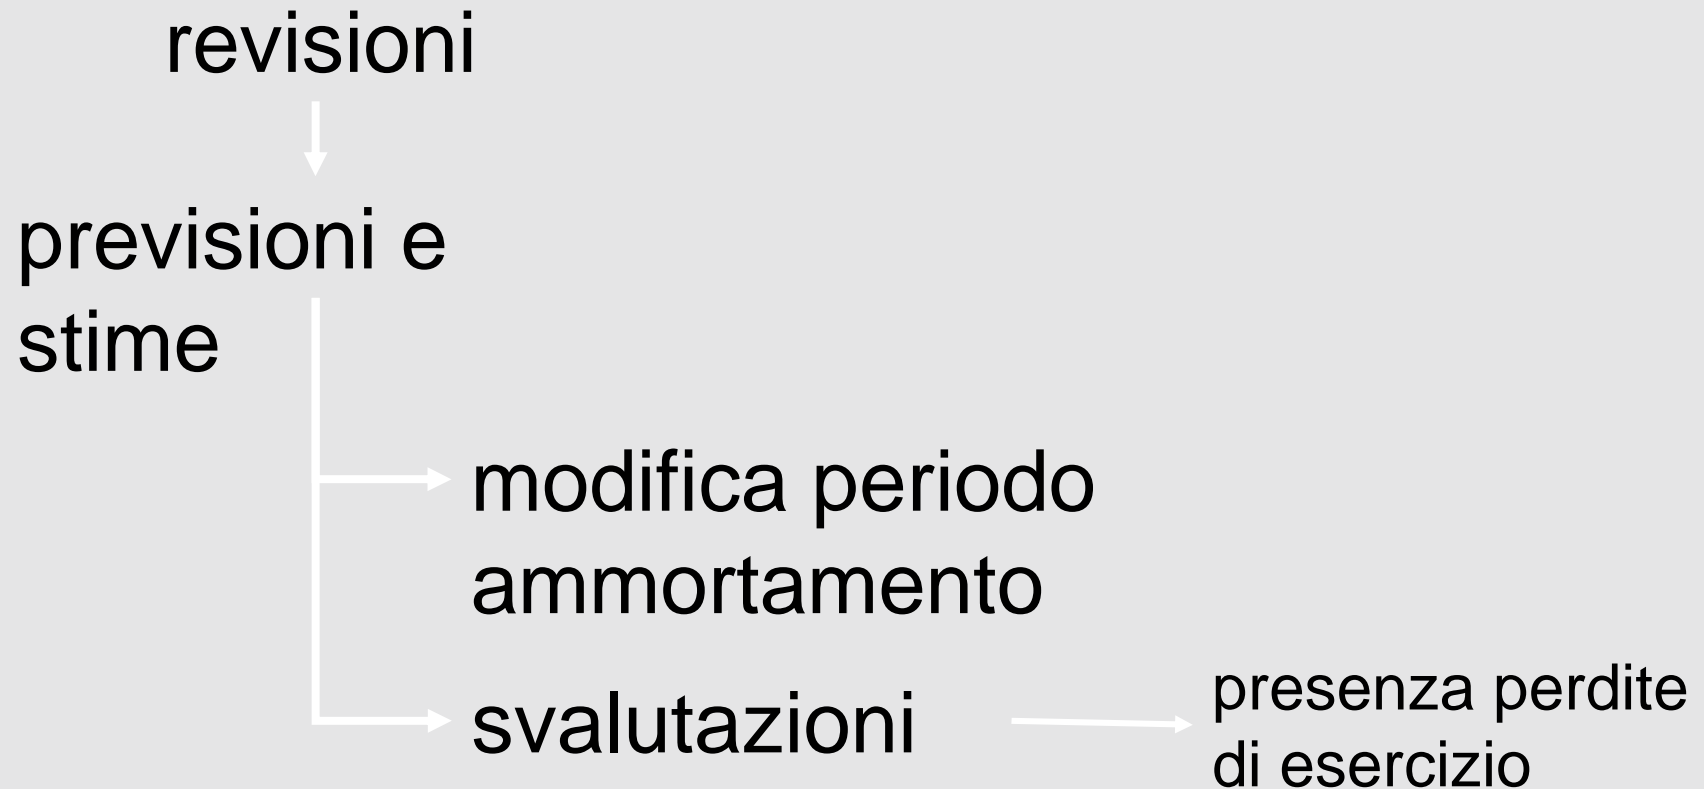 revisioni
previsioni e
stime
modifica periodo
ammortamento
svalutazioni
presenza perdite
di esercizio